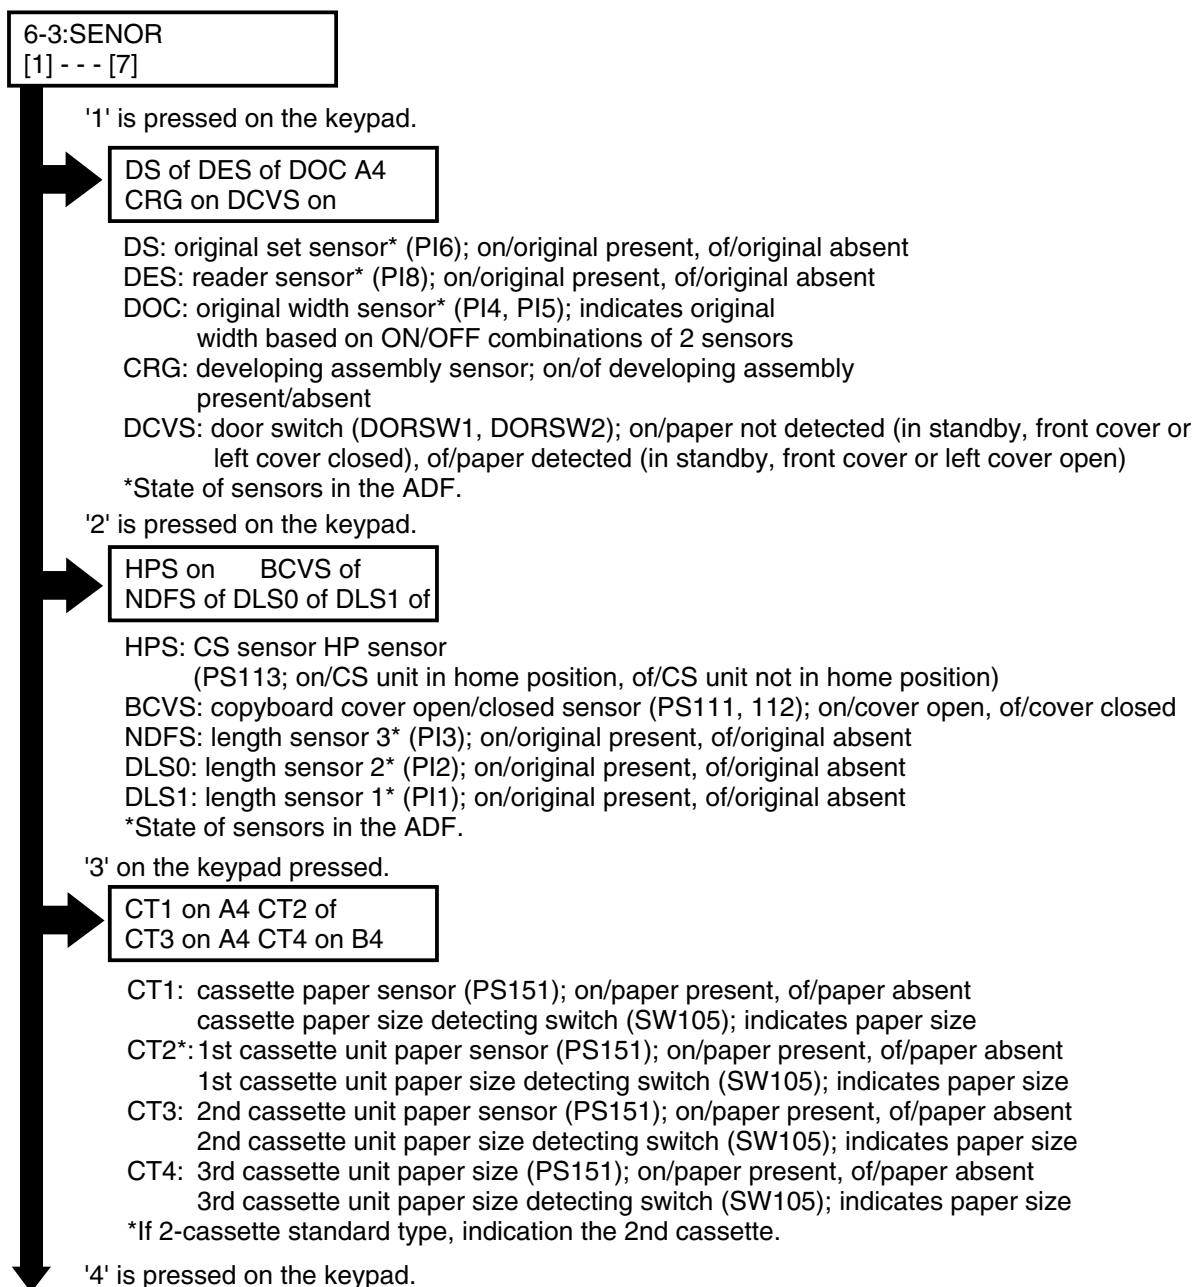 6-3:SENOR
[1] - - - [7]
'1' is pressed on the keypad.
DS of DES of DOC A4
CRG on DCVS on
DS: original set sensor* (PI6); on/original present, of/original absent
DES: reader sensor* (PI8); on/original present, of/original absent
DOC: original width sensor* (PI4, PI5); indicates original
width based on ON/OFF combinations of 2 sensors
CRG: developing assembly sensor; on/of developing assembly
present/absent
DCVS: door switch (DORSW1, DORSW2); on/paper not detected (in standby, front cover or
left cover closed), of/paper detected (in standby, front cover or left cover open)
*State of sensors in the ADF.
'2' is pressed on the keypad.
HPS on BCVS of
NDFS of DLS0 of DLS1 of
HPS: CS sensor HP sensor
(PS113; on/CS unit in home position, of/CS unit not in home position)
BCVS: copyboard cover open/closed sensor (PS111, 112); on/cover open, of/cover closed
NDFS: length sensor 3* (PI3); on/original present, of/original absent
DLS0: length sensor 2* (PI2); on/original present, of/original absent
DLS1: length sensor 1* (PI1); on/original present, of/original absent
*State of sensors in the ADF.
'3' on the keypad pressed.
CT1 on A4 CT2 of
CT3 on A4 CT4 on B4
CT1: cassette paper sensor (PS151); on/paper present, of/paper absent
cassette paper size detecting switch (SW105); indicates paper size
CT2*: 1st cassette unit paper sensor (PS151); on/paper present, of/paper absent
1st cassette unit paper size detecting switch (SW105); indicates paper size
CT3: 2nd cassette unit paper sensor (PS151); on/paper present, of/paper absent
2nd cassette unit paper size detecting switch (SW105); indicates paper size
CT4: 3rd cassette unit paper size (PS151); on/paper present, of/paper absent
3rd cassette unit paper size detecting switch (SW105); indicates paper size
*If 2-cassette standard type, indication the 2nd cassette.
'4' is pressed on the keypad.